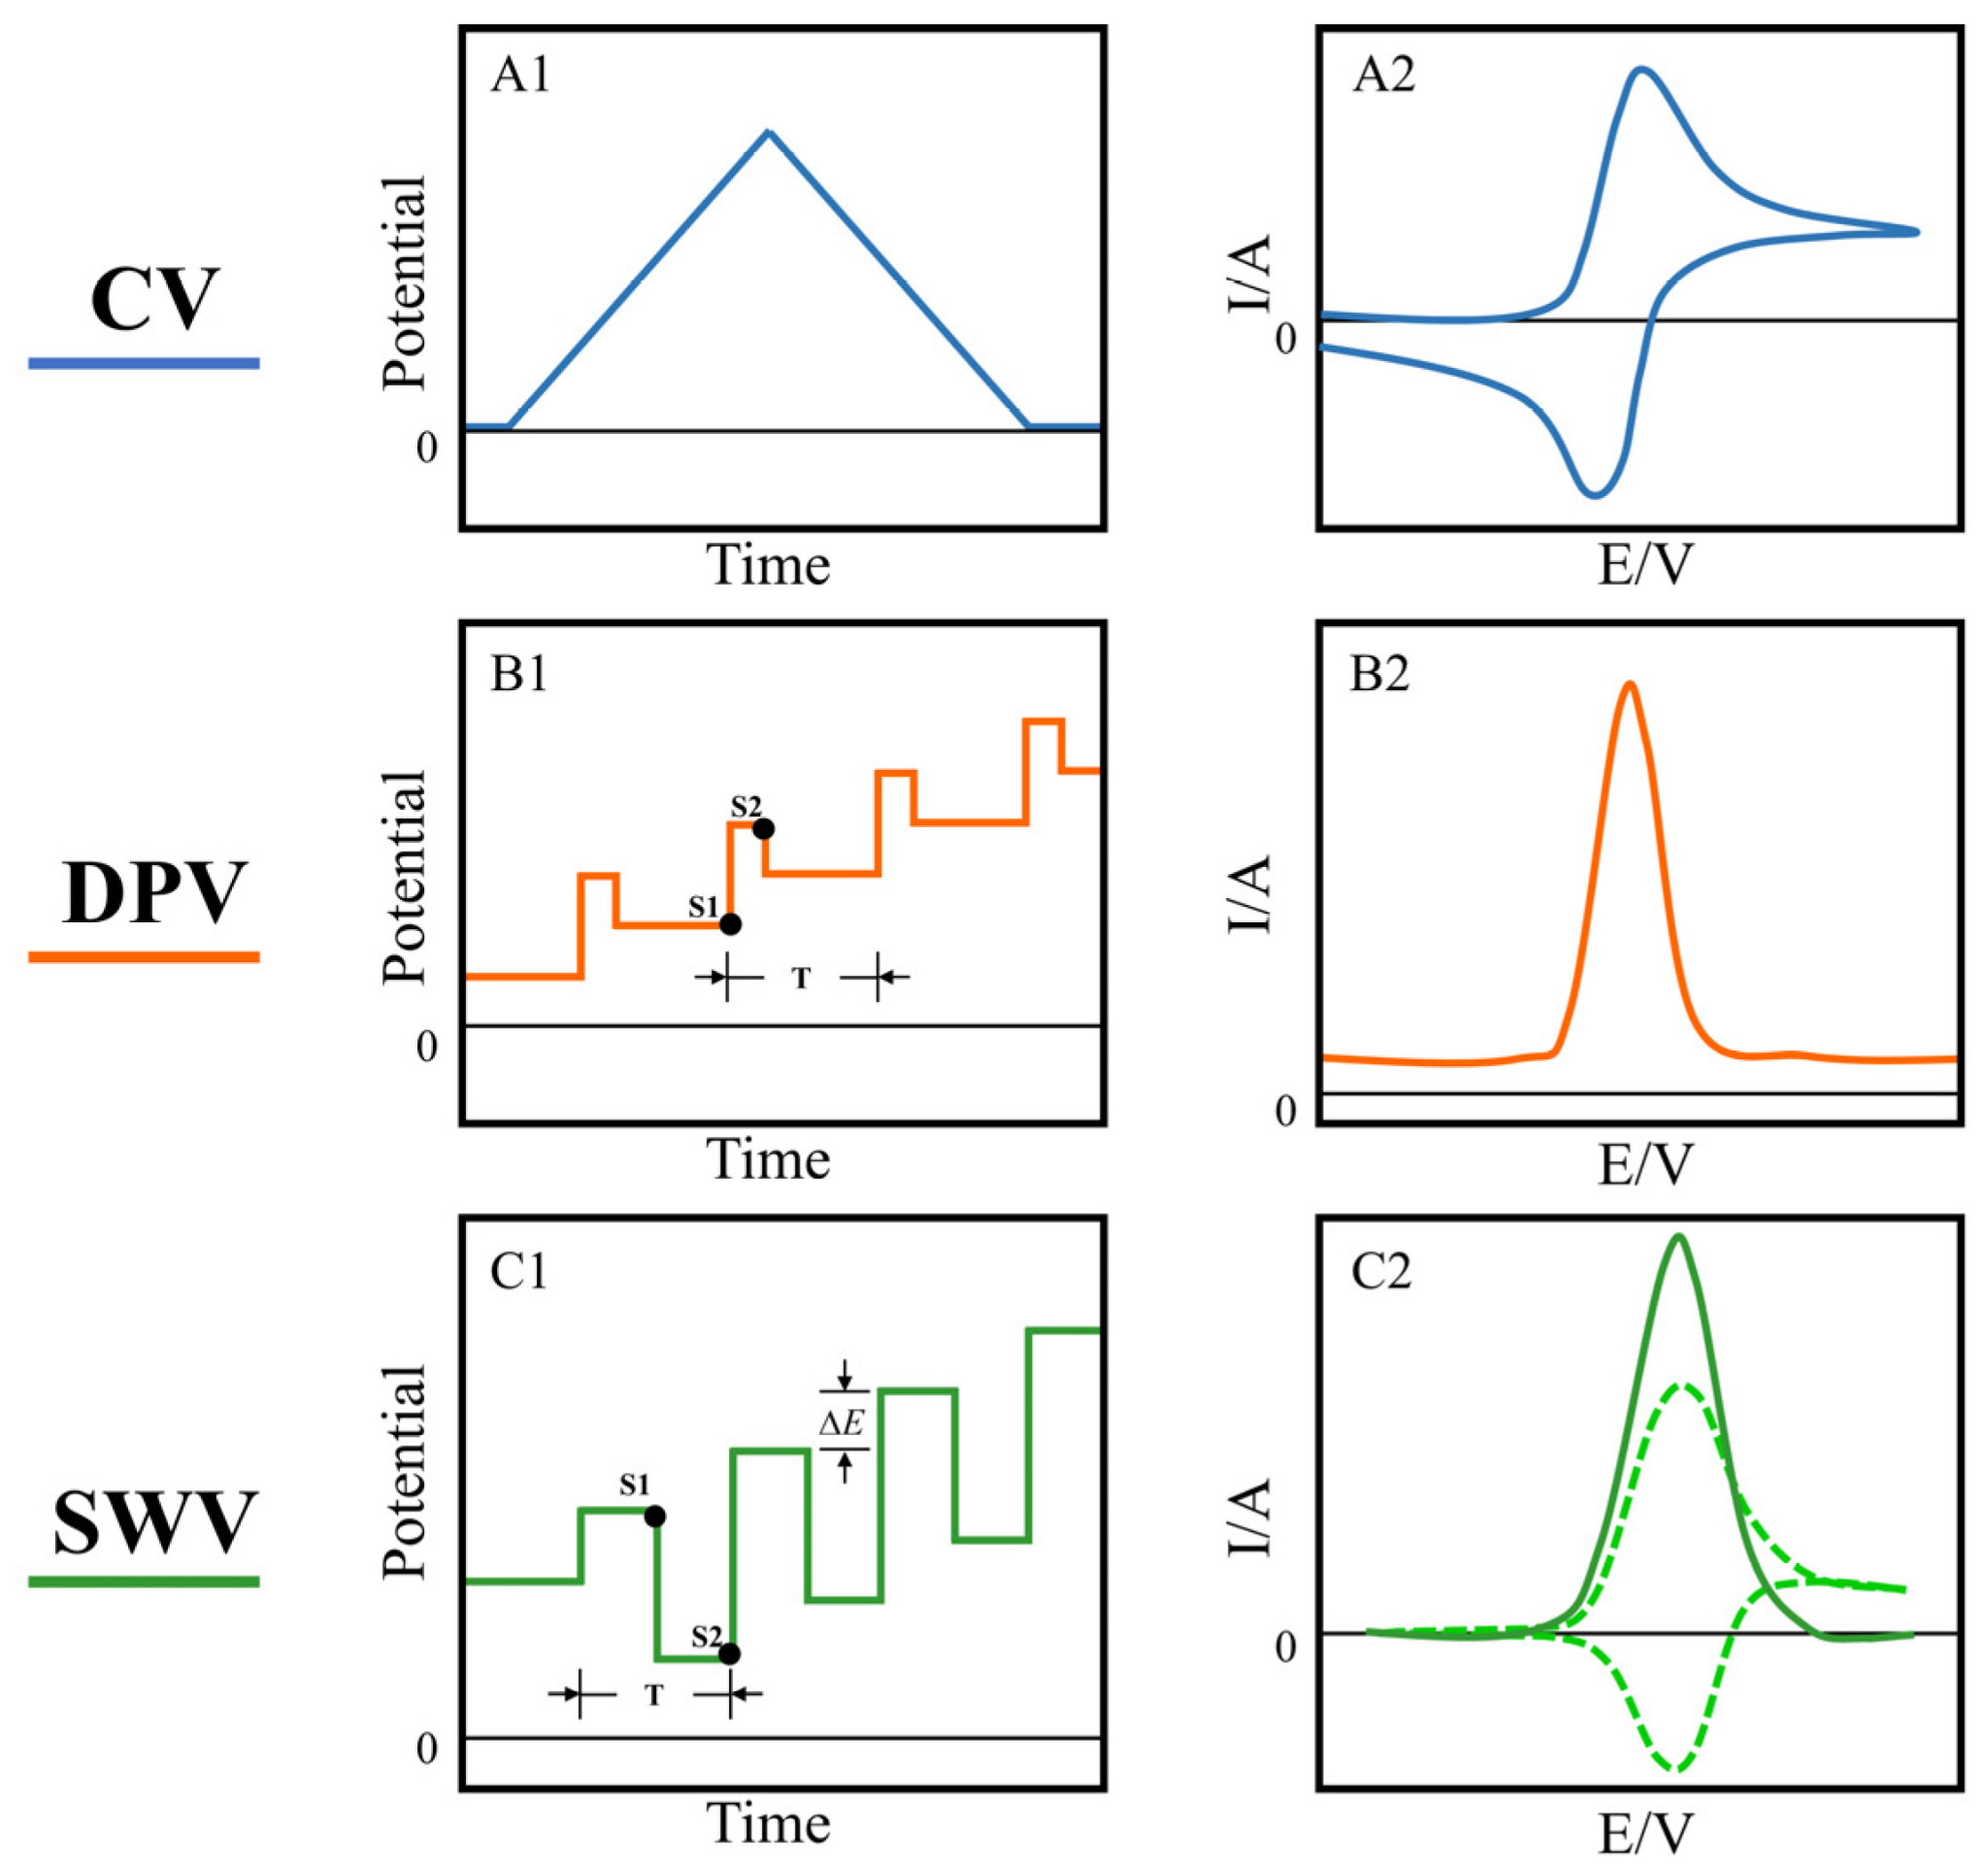 CV
A1
Potential
0
Time
A2
I/A
0
E/V
DPV
B1
S2
S1
T
Potential
0
Time
B2
I/A
0
E/V
SWV
C1
ΔE
S1
S2
T
Potential
0
Time
C2
I/A
0
E/V